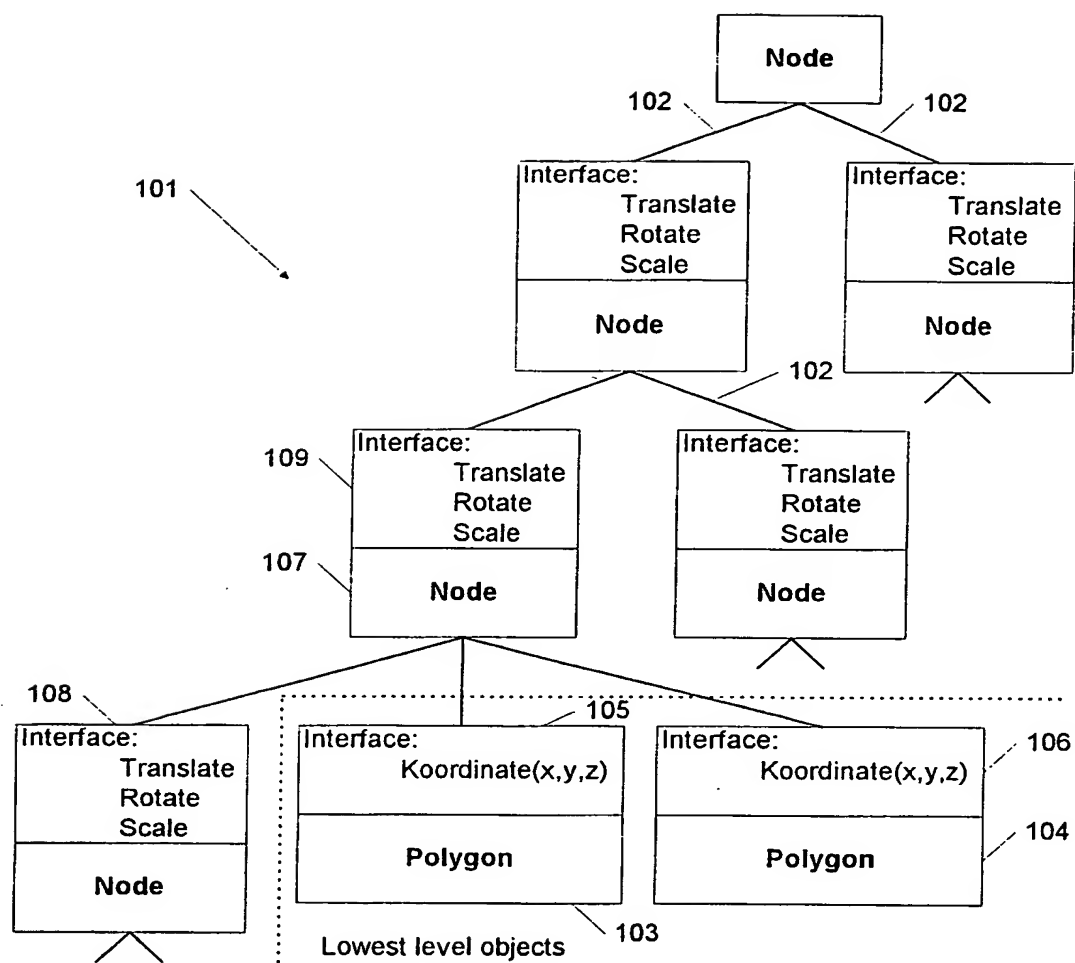 Node
102
102
101
Interface:
Translate
Rotate
Scale
Node
Interface:
Translate
Rotate
Scale
Node
102
109
Interface:
Translate
Rotate
Scale
107
Node
Interface:
Translate
Rotate
Scale
Node
108
Interface:
Translate
Rotate
Scale
Node
105
Interface:
Koordinate(x,y,z)
Polygon
103
Interface:
Koordinate(x,y,z)
106
Polygon
104
Lowest level objects